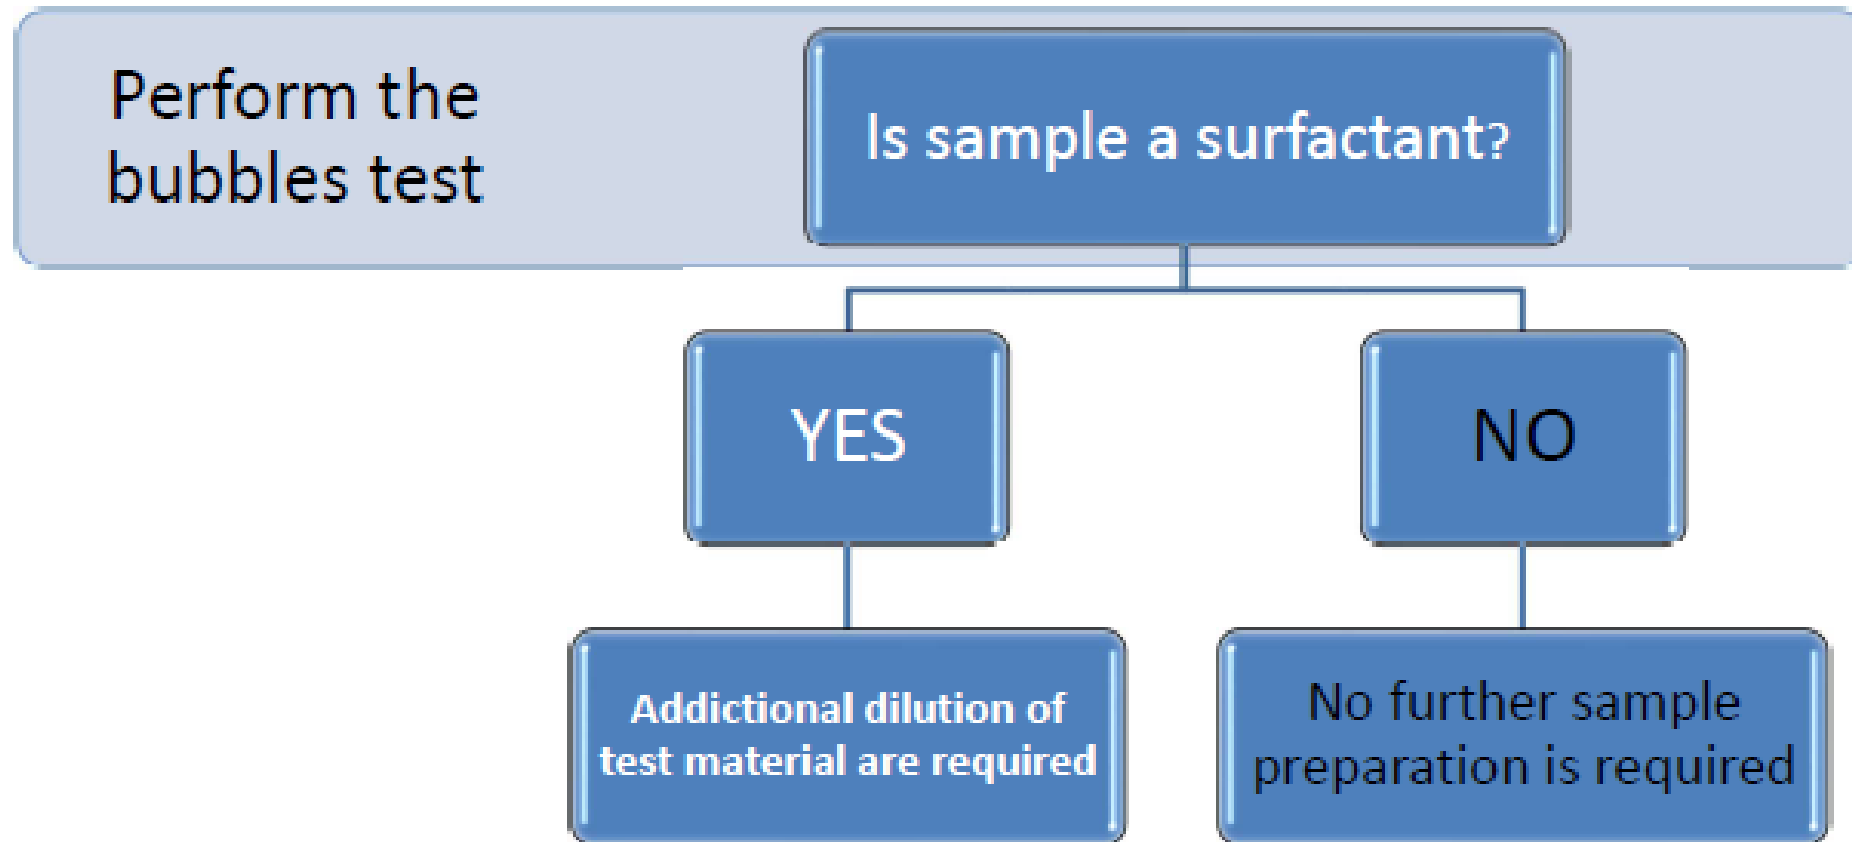 Perform the
bubbles test
Is sample a surfactant?
YES
NO
Addictional dilution of
test material are required
No further sample
preparation is required